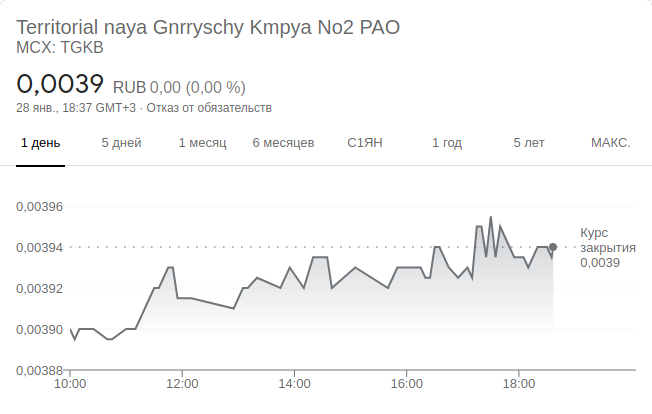 Territorial naya Gnrryschy Kmpya No2 PAO
MCX: TGKB
0,0039 RUB 0,00 (0,00 %)
28 янв., 18:37 GMT+3 · Отказ от обязательств
1 день 5 дней 1 месяц 6 месяцев С1ЯН 1 год 5 лет МАКС.
0,00396
0,00394
0,00392
0,00390
0,00388
Курс
закрытия
0,0039
10:00 12:00 14:00 16:00 18:00